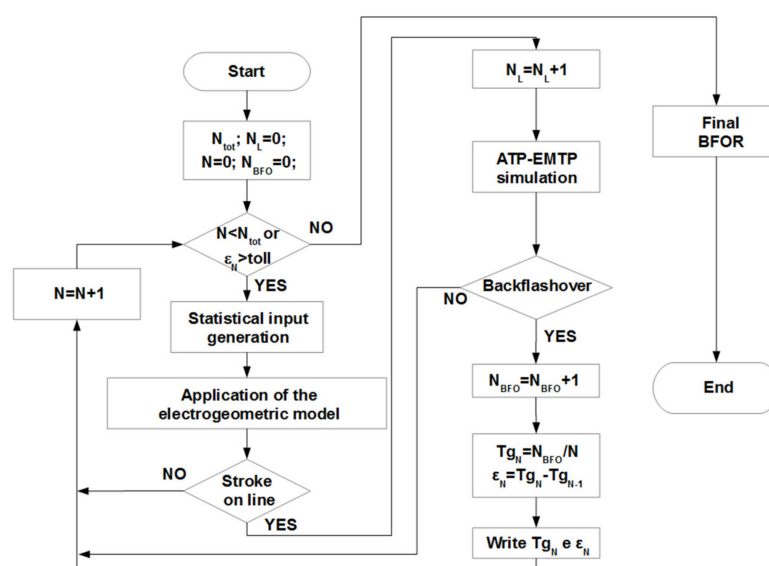 Start
N_tot; N_L=0;
N=0; N_BFO=0;
N<N_tot or
ε_N>toll
NO
YES
N=N+1
Statistical input
generation
Application of the
electrogeometric model
Stroke
on line
NO
YES
N_L=N_L+1
ATP-EMTP
simulation
Backflashover
NO
YES
N_BFO=N_BFO+1
Tg_N=N_BFO/N
ε_N=Tg_N-Tg_N-1
Write Tg_N e ε_N
Final
BFOR
End